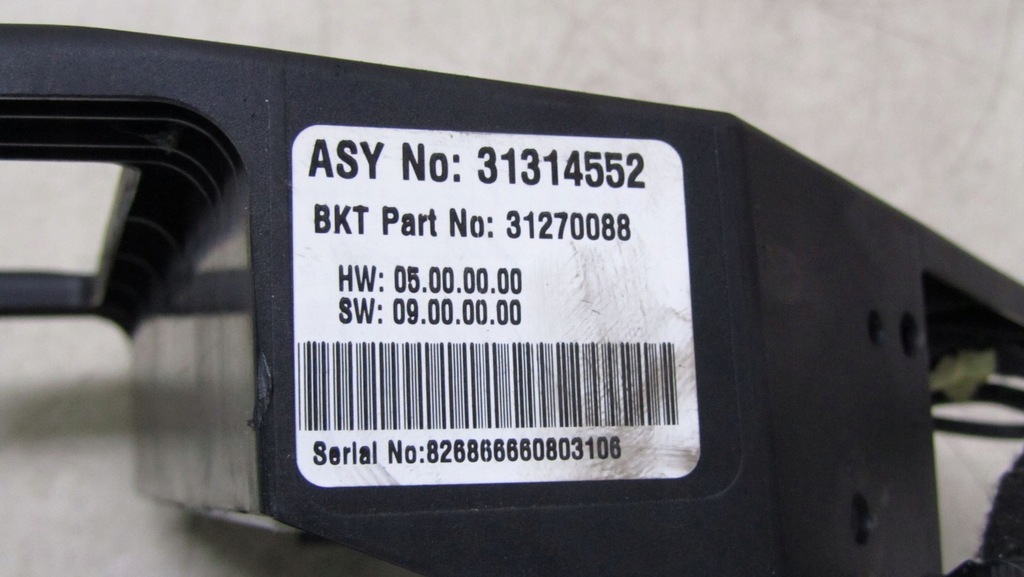 ASY No: 31314552
BKT Part No: 31270088
HW: 05.00.00.00
SW: 09.00.00.00
Serial No:826866660803106